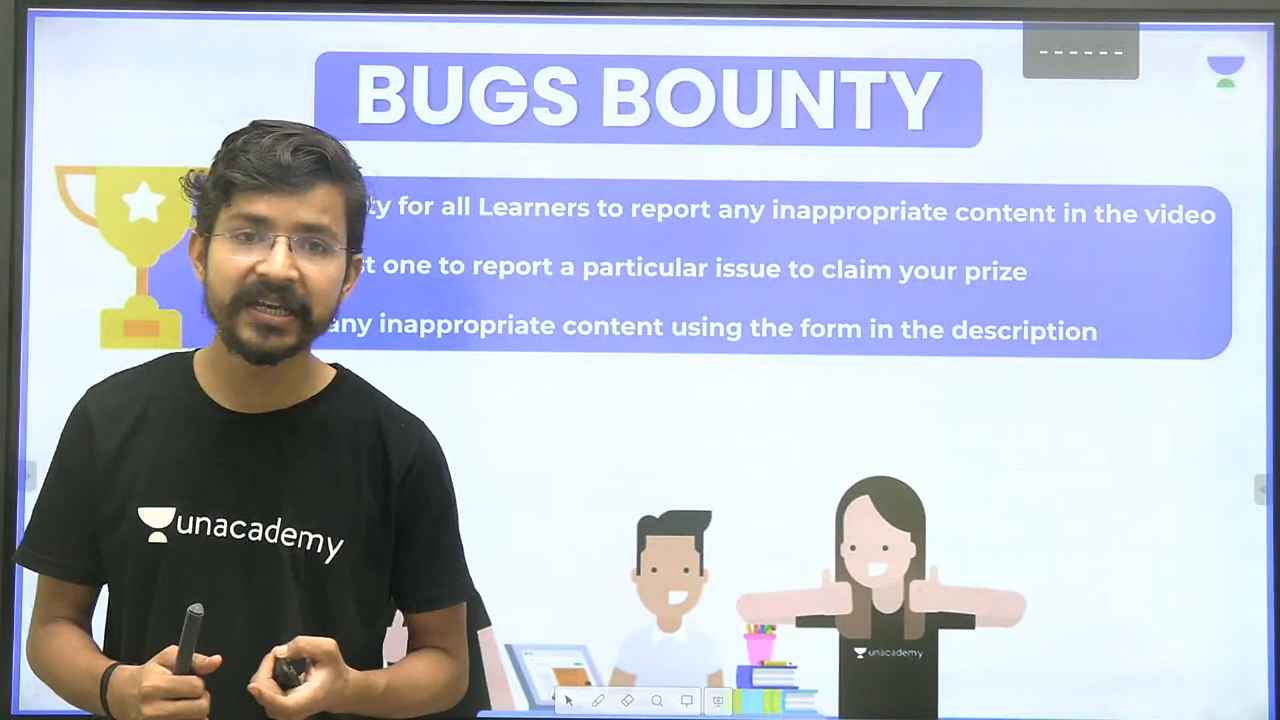 BUGS BOUNTY
for all Learners to report any inappropriate content in the video
one to report a particular issue to claim your prize
any inappropriate content using the form in the description
unacademy
unacademy